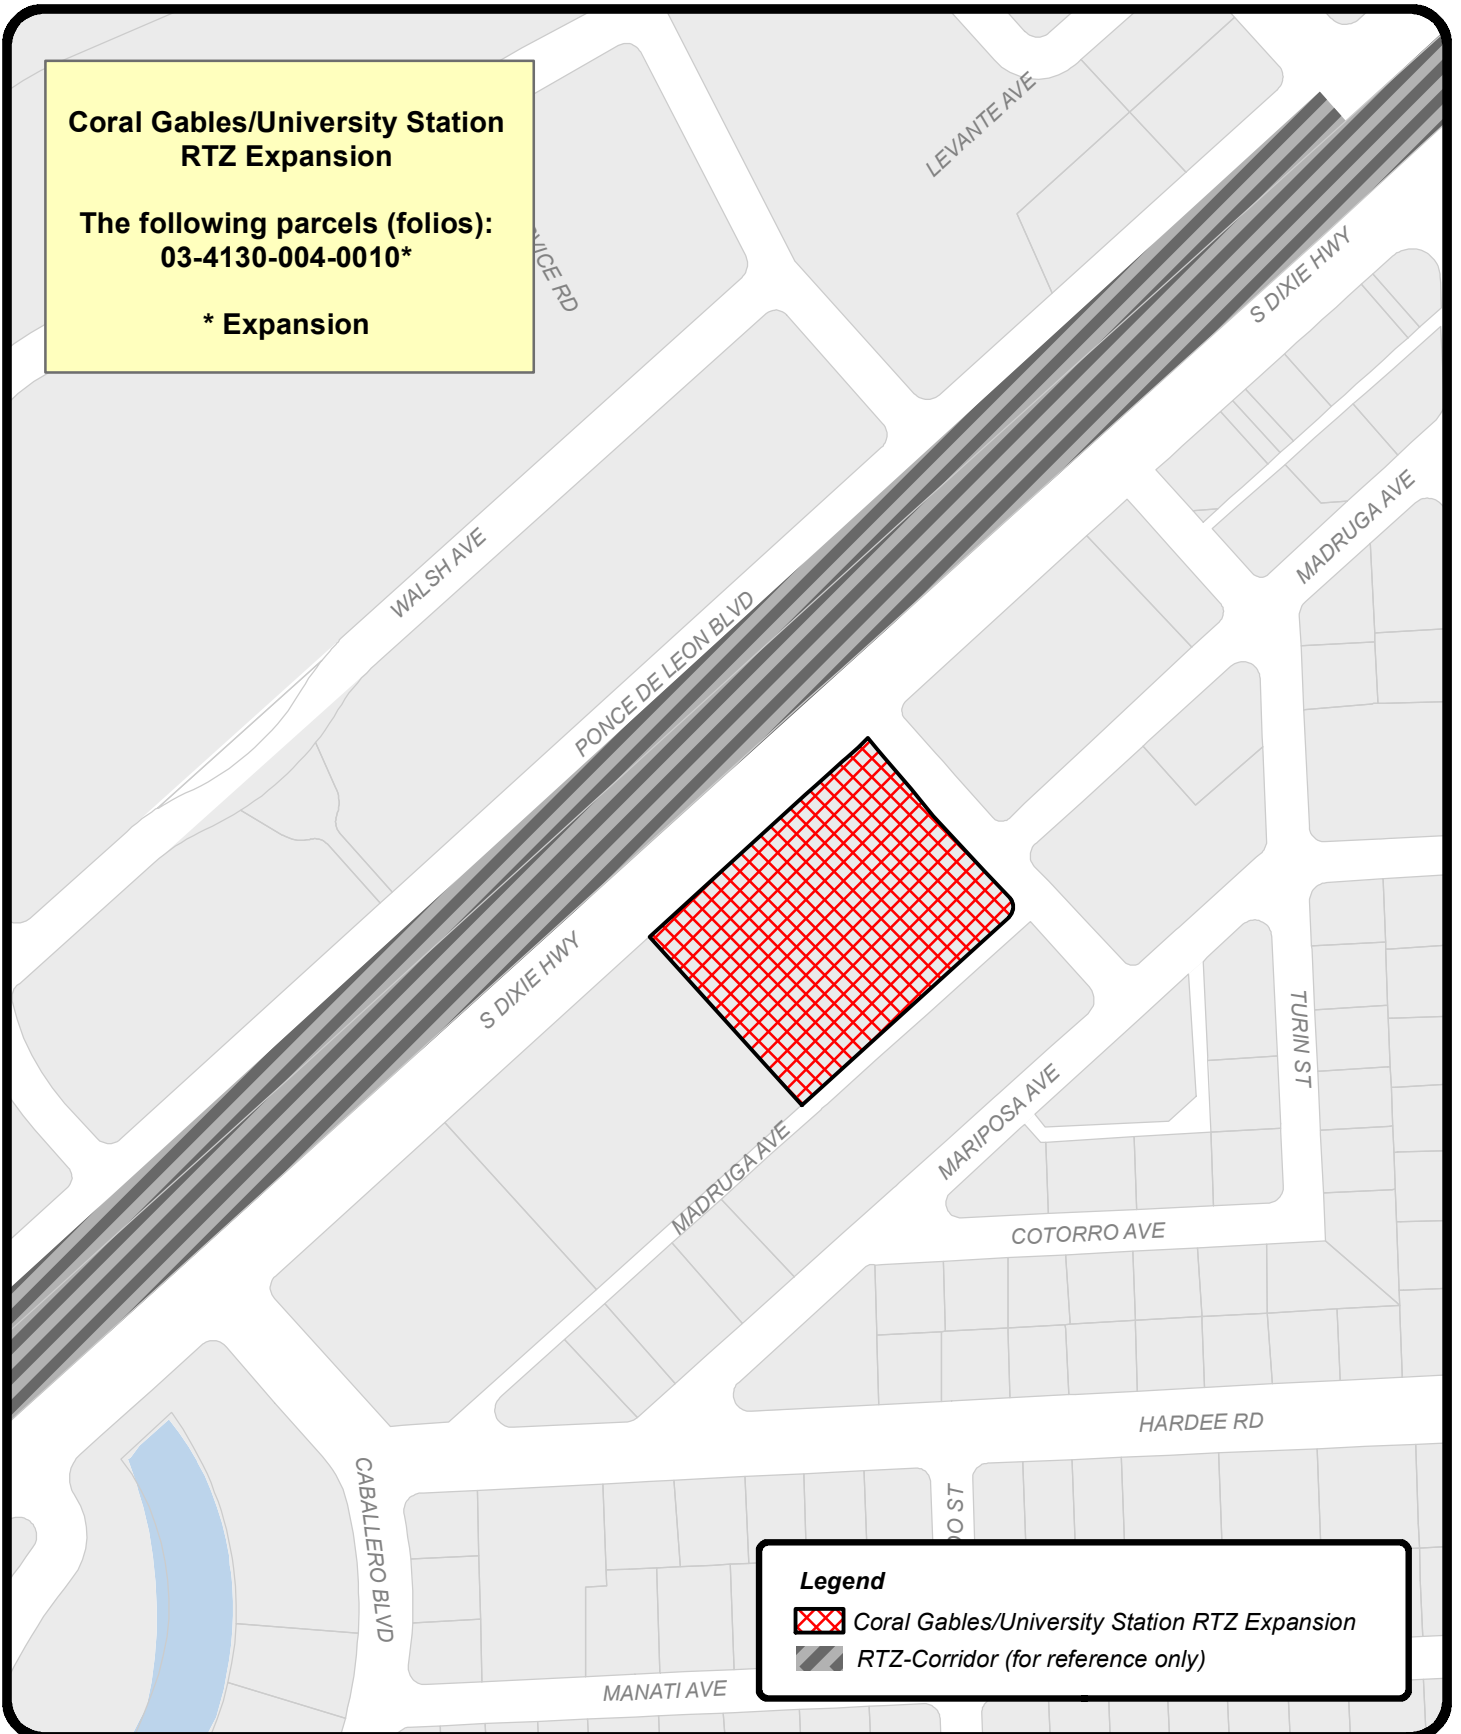 Coral Gables/University Station
RTZ Expansion
The following parcels (folios):
03-4130-004-0010*
* Expansion
RD
LEVANTE AVE
S DIXIE HWY
MADRUGA AVE
WALSH AVE
PONCE DE LEON BLVD
S DIXIE HWY
TURIN ST
MADRUGA AVE
MARIPOSA AVE
COTORRO AVE
HARDEE RD
CABALLERO BLVD
ST
MANATI AVE
Legend
Coral Gables/University Station RTZ Expansion
RTZ-Corridor (for reference only)